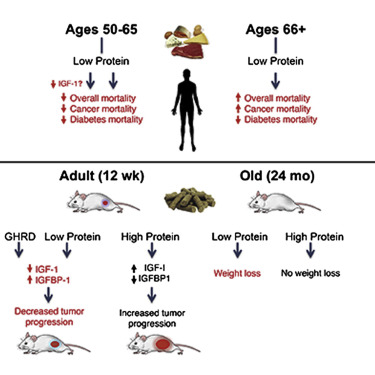 Ages 50-65
Ages 66+
Low Protein
Low Protein
IGF-1?
Overall mortality
Cancer mortality
Diabetes mortality
Overall mortality
Cancer mortality
Diabetes mortality
Adult (12 wk)
Old (24 mo)
GHRD
Low Protein
High Protein
Low Protein
High Protein
IGF-1
IGFBP-1
IGF-I
IGFBP1
Weight loss
No weight loss
Decreased tumor
progression
Increased tumor
progression